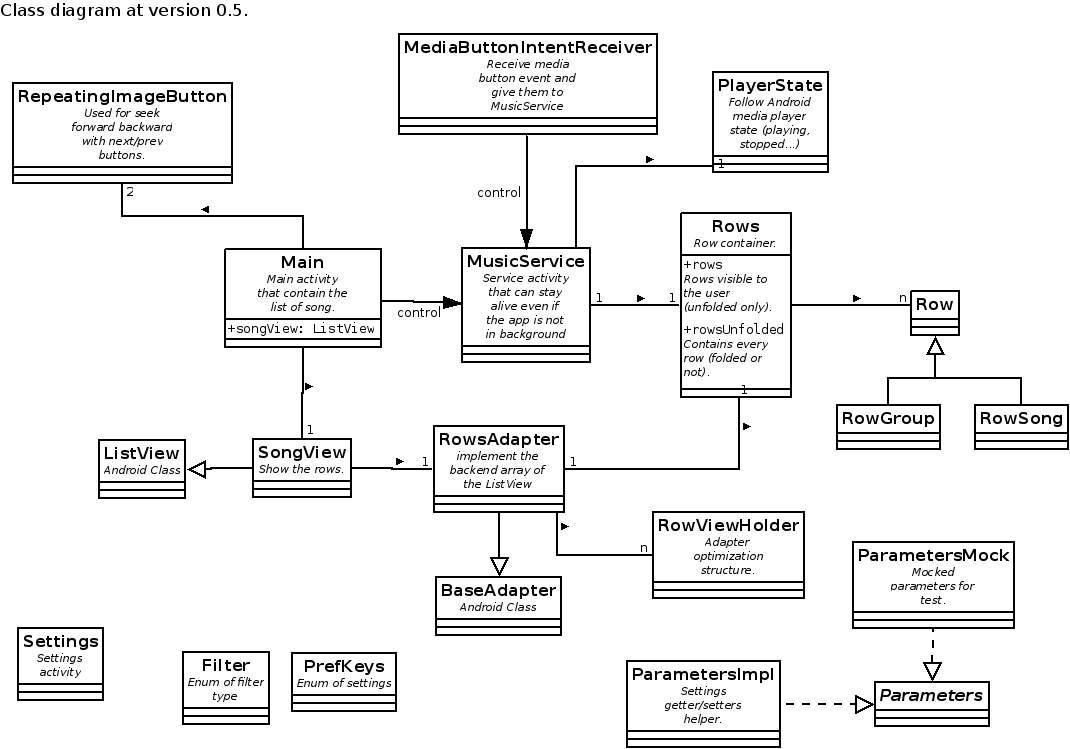 Class diagram at version 0.5.
MediaButtonIntentReceiver
Receive media
button event and
give them to
MusicService
RepeatingImageButton
Used for seek
forward backward
with next/prev
buttons.
PlayerState
Follow Android
media player
state (playing,
stopped...)
1
2
control
Main
Main activity
that contain the
list of song.
+songView: ListView
control
MusicService
Service activity
that can stay
alive even if
the app is not
in background
1
1
Rows
Row container.
+rows
Rows visible to
the user
(unfolded only).
+rowsUnfolded
Contains every
row (folded or
not).
1
n
Row
RowGroup
RowSong
1
ListView
Android Class
SongView
Show the rows.
1
RowsAdapter
implement the
backend array of
the ListView
1
n
RowViewHolder
Adapter
optimization
structure.
BaseAdapter
Android Class
ParametersMock
Mocked
parameters for
test.
Settings
Settings
activity
Filter
Enum of filter
type
PrefKeys
Enum of settings
ParametersImpl
Settings
getter/setters
helper.
Parameters